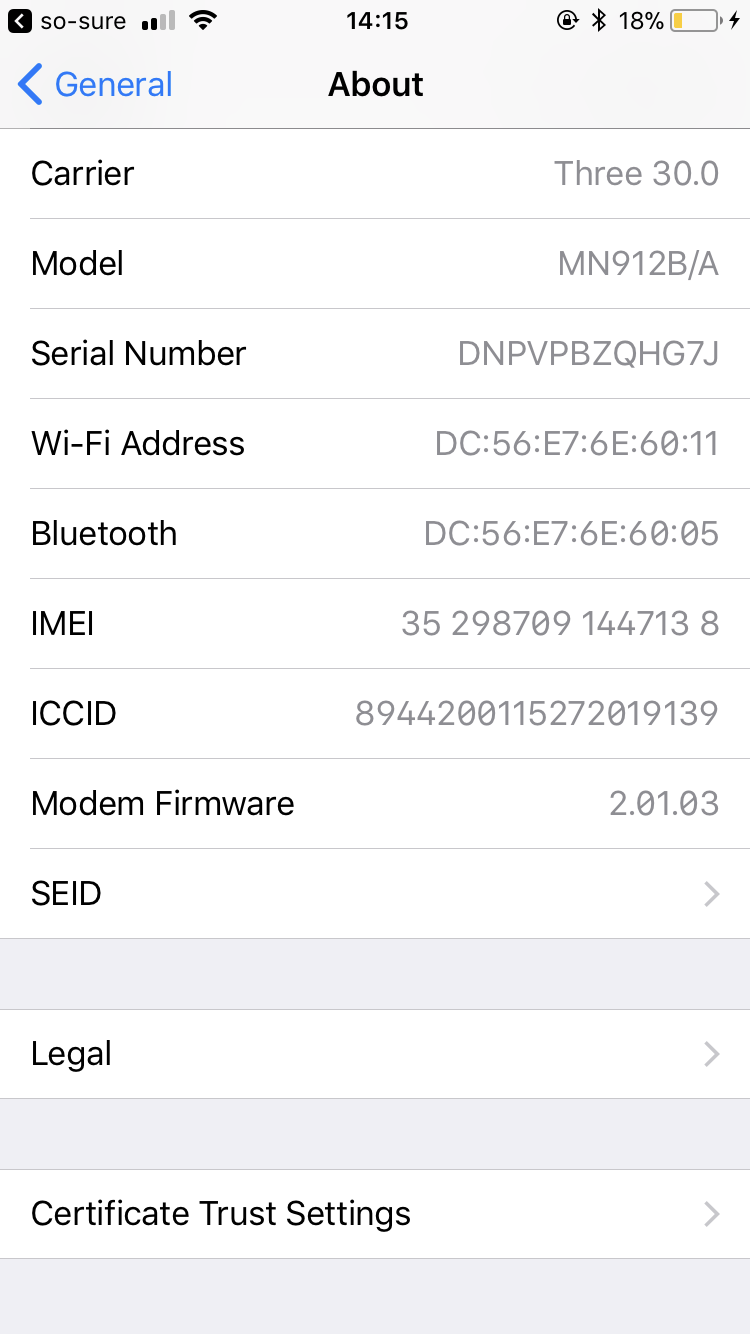 so-sure 14:15 18%
General About
Carrier Three 30.0
Model MN912B/A
Serial Number DNPVPBZQHG7J
Wi-Fi Address DC:56:E7:6E:60:11
Bluetooth DC:56:E7:6E:60:05
IMEI 35 298709 144713 8
ICCID 8944200115272019139
Modem Firmware 2.01.03
SEID
Legal
Certificate Trust Settings